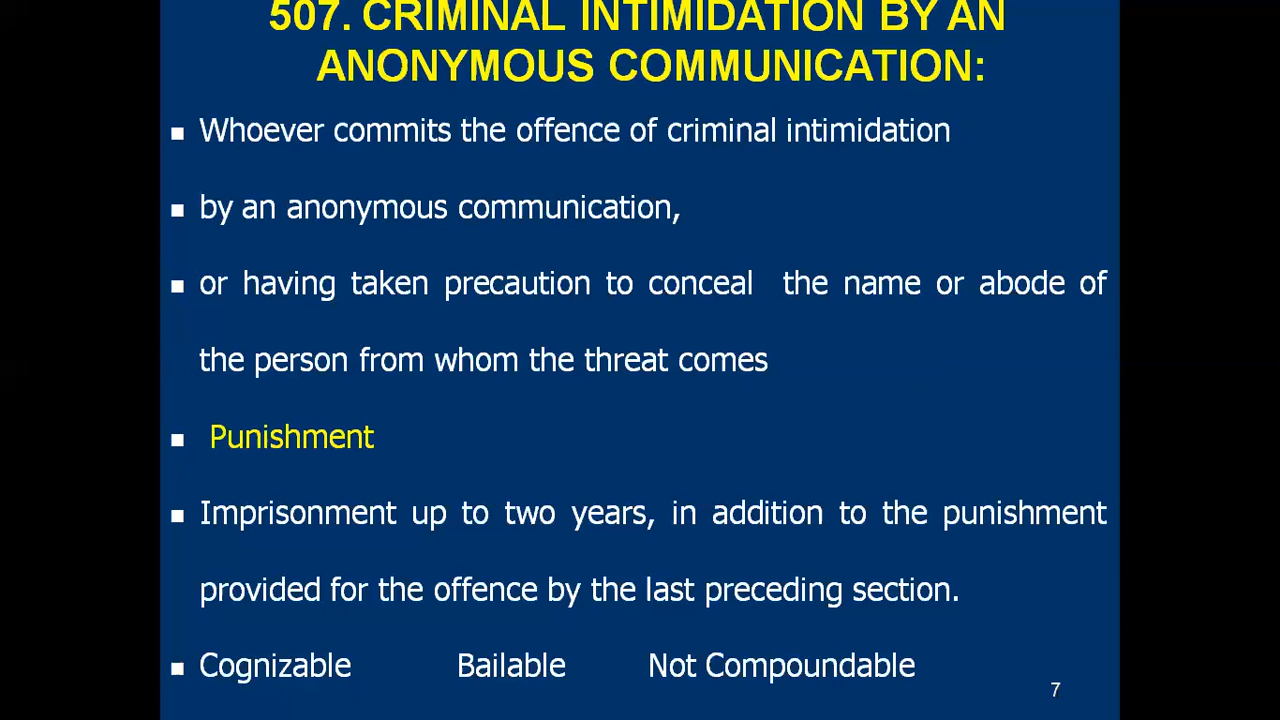 507. CRIMINAL INTIMIDATION BY AN
ANONYMOUS COMMUNICATION:
▪ Whoever commits the offence of criminal intimidation
▪ by an anonymous communication,
▪ or having taken precaution to conceal the name or abode of
the person from whom the threat comes
▪ Punishment
▪ Imprisonment up to two years, in addition to the punishment
provided for the offence by the last preceding section.
▪ Cognizable Bailable Not Compoundable
7